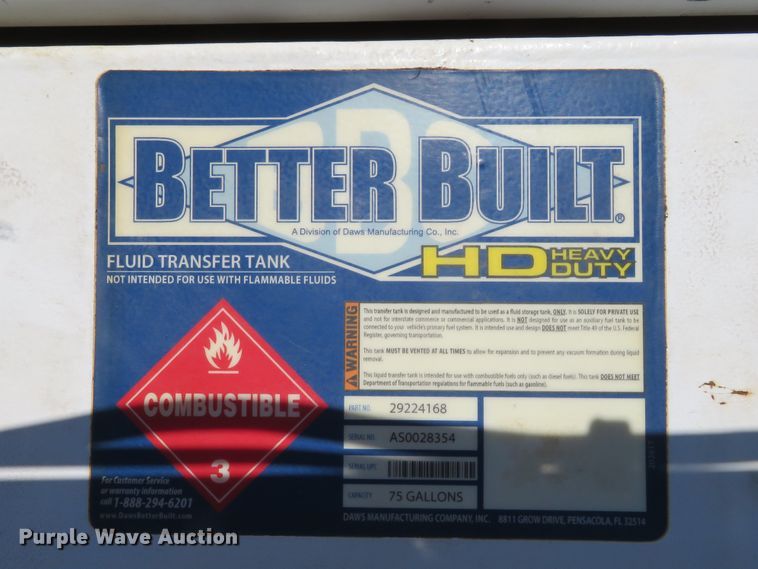 BETTER BUILT®
A Division of Daws Manufacturing Co., Inc.
HD HEAVY DUTY
FLUID TRANSFER TANK
NOT INTENDED FOR USE WITH FLAMMABLE FLUIDS
WARNING
This transfer tank is designed and manufactured to be used as a fluid storage tank, ONLY. It is SOLELY FOR PRIVATE USE
and not for interstate commerce or commercial applications. It is NOT designed for use as an auxiliary fuel tank to be
connected to your vehicle's primary fuel system. It is intended use and design DOES NOT meet Title 49 of the U.S. Federal
Register, governing transportation.
This tank MUST BE VENTED AT ALL TIMES to allow for expansion and to prevent any vacuum formation during liquid
removal.
This liquid transfer tank is intended for use with combustible fuels only (such as diesel fuels). This tank DOES NOT MEET
Department of Transportation regulations for flammable fuels (such as gasoline).
COMBUSTIBLE
3
PART NO. 29224168
SERIAL NO. AS0028354
SERIAL UPC
CAPACITY 75 GALLONS
For Customer Service
or warranty information
call 1-888-294-6201
www.DawsBetterBuilt.com
DAWS MANUFACTURING COMPANY, INC. 8811 GROW DRIVE, PENSACOLA, FL 32514
Purple Wave Auction